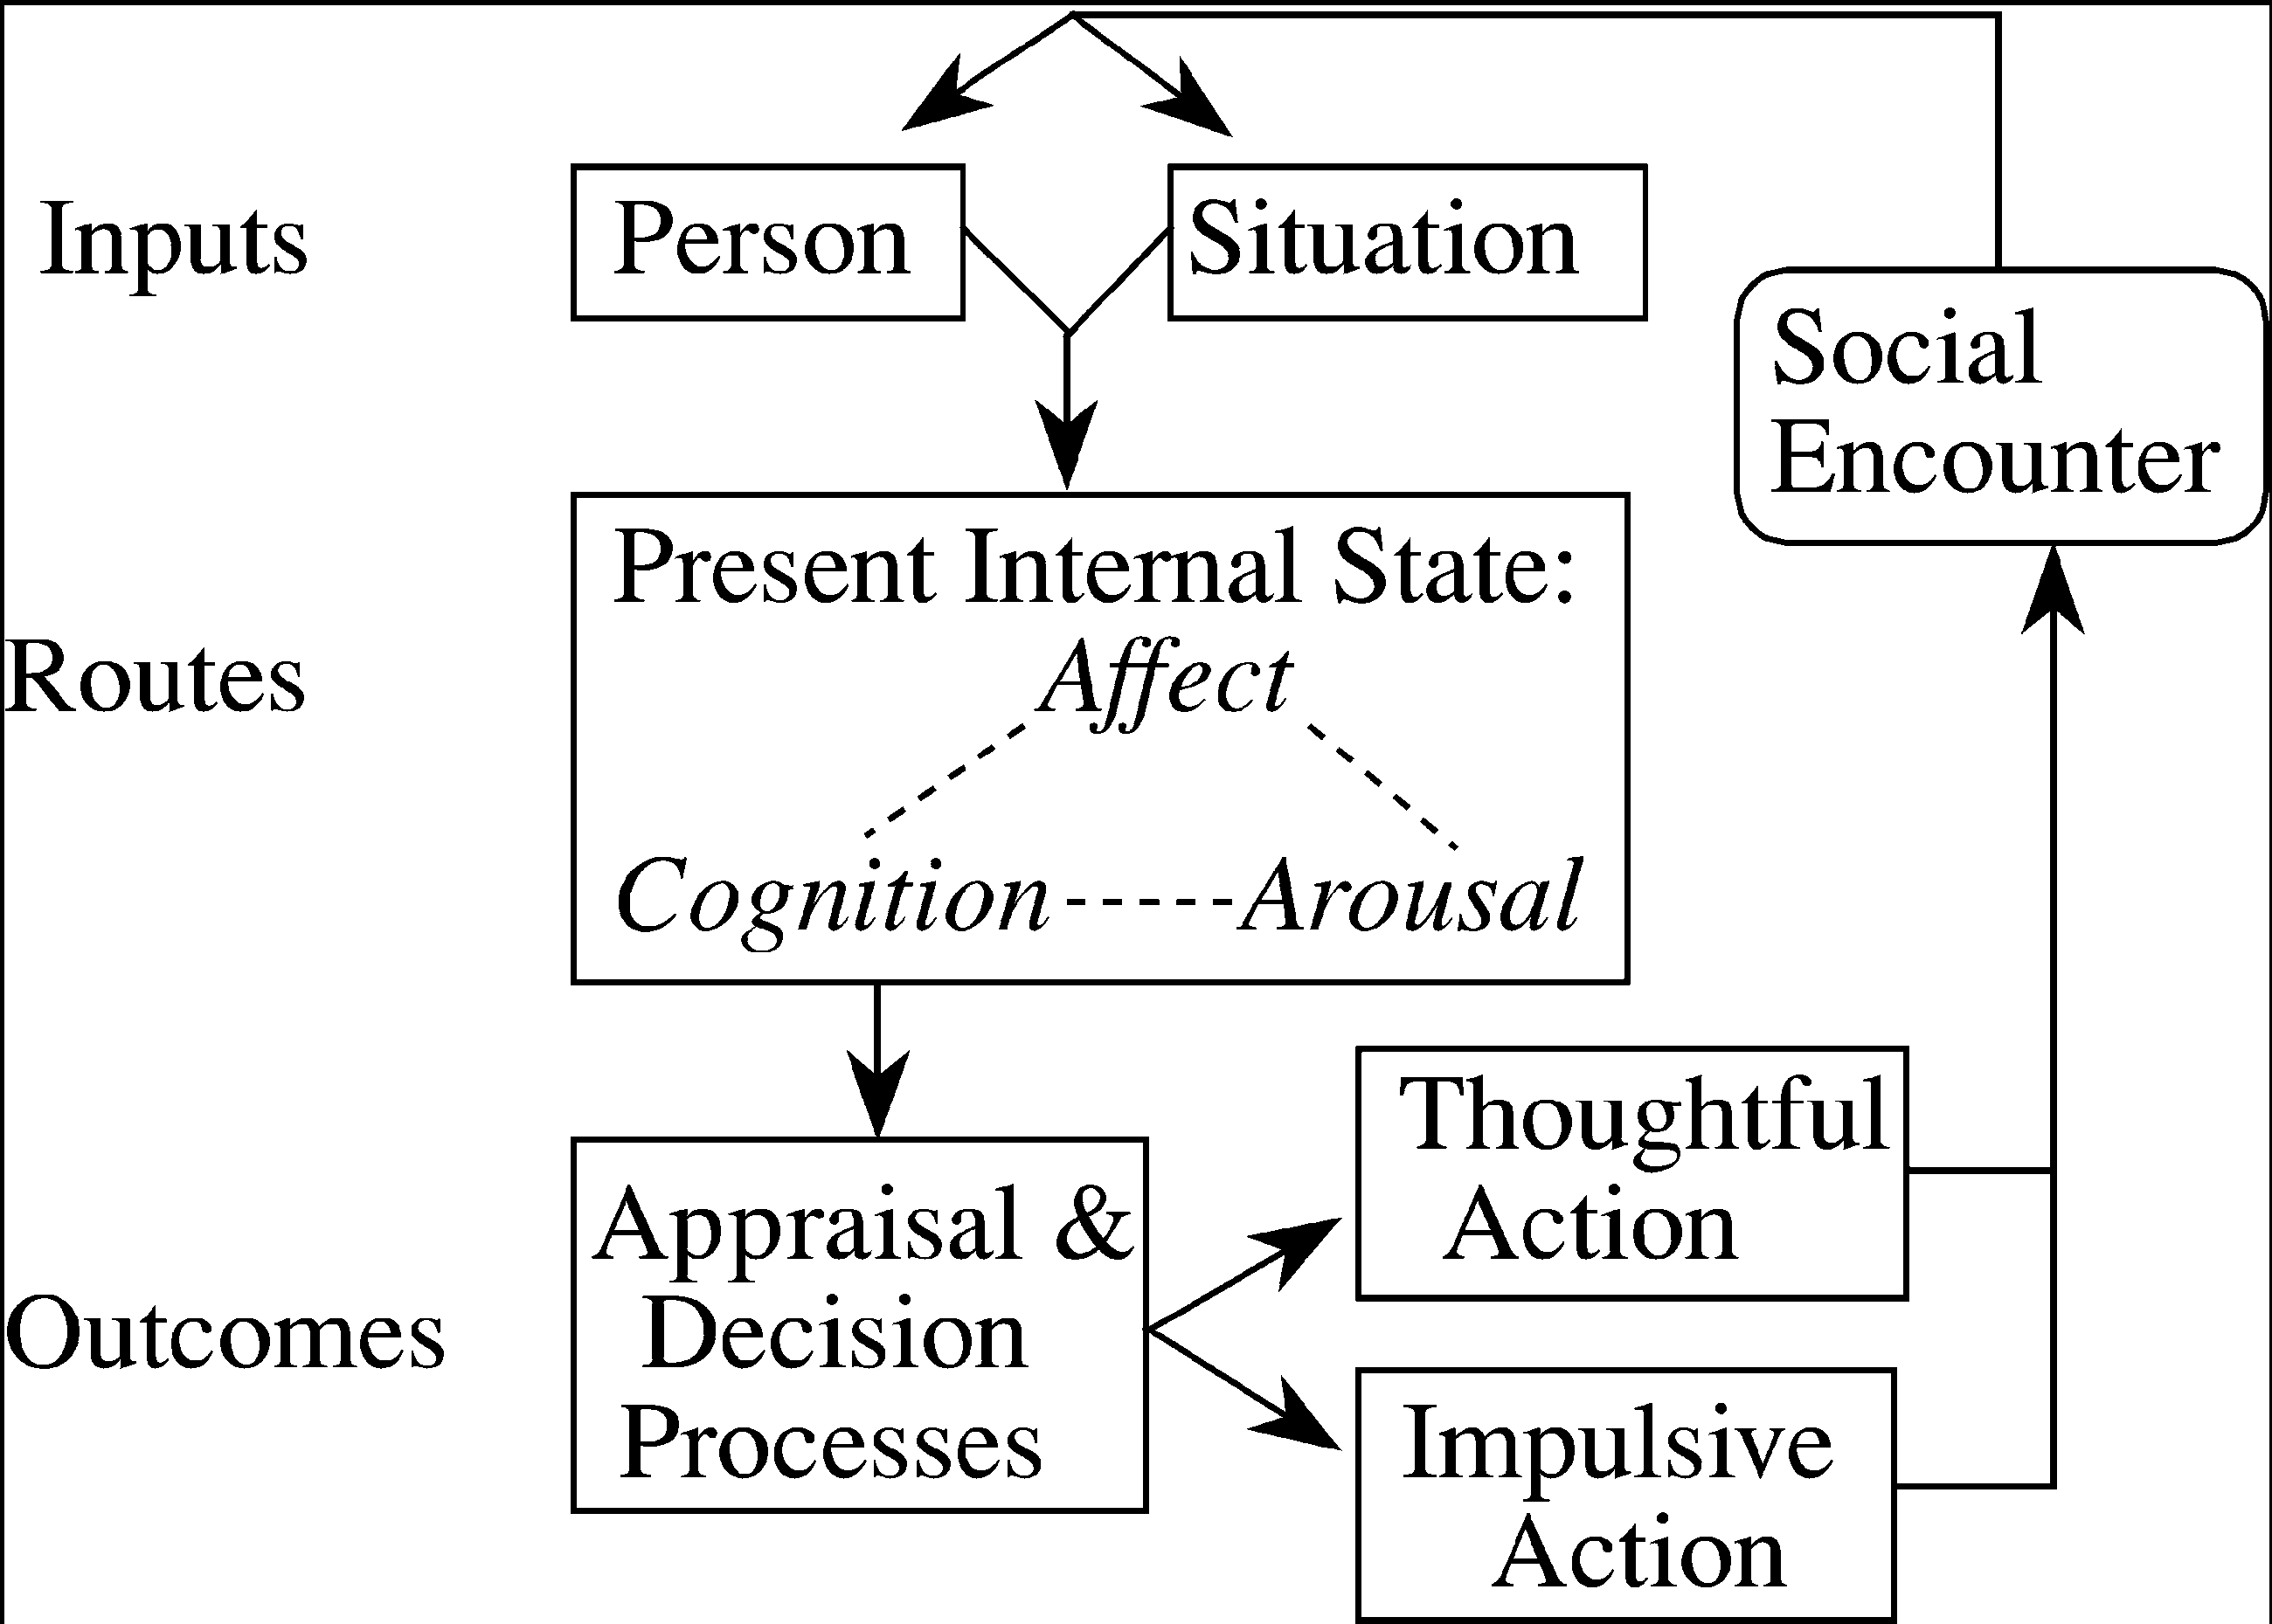 Inputs
Person
Situation
Social
Encounter
Routes
Present Internal State:
Affect
Cognition
Arousal
Outcomes
Appraisal &
Decision
Processes
Thoughtful
Action
Impulsive
Action